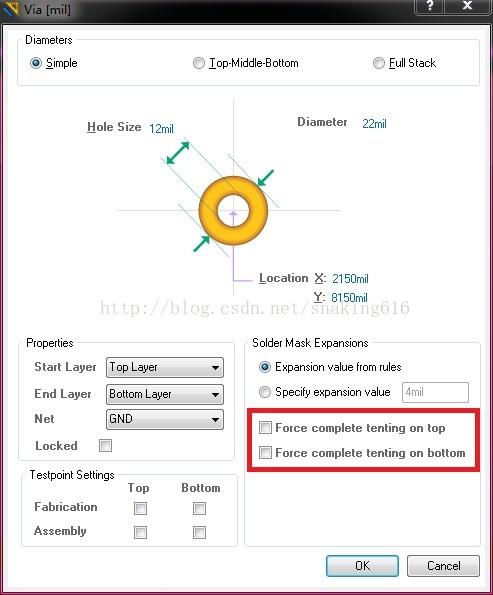 Via [mil]
?
X
Diameters
Simple
Top-Middle-Bottom
Full Stack
Hole Size 12mil
Diameter 22mil
Location X: 2150mil
Y: 8150mil
http://blog.csdn.net/snaking616
Properties
Start Layer Top Layer
End Layer Bottom Layer
Net GND
Locked
Solder Mask Expansions
Expansion value from rules
Specify expansion value 4mil
Force complete tenting on top
Force complete tenting on bottom
Testpoint Settings
Top Bottom
Fabrication
Assembly
OK Cancel